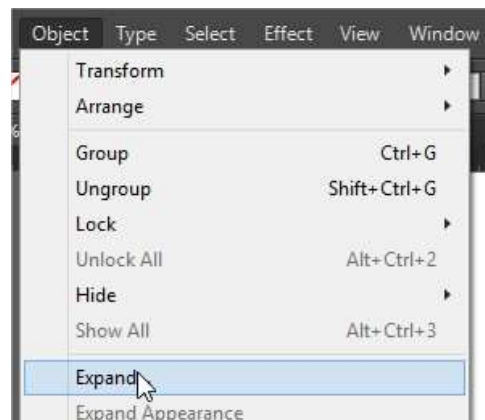 Object Type Select Effect View Window
Transform
Arrange
Group Ctrl+G
Ungroup Shift+Ctrl+G
Lock
Unlock All Alt+Ctrl+2
Hide
Show All Alt+Ctrl+3
Expand
Expand Appearance